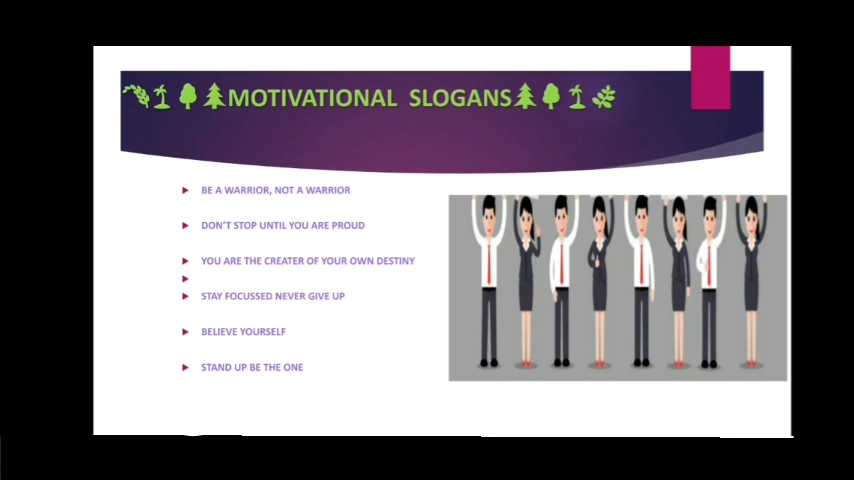 MOTIVATIONAL SLOGANS
BE A WARRIOR, NOT A WARRIOR
DON'T STOP UNTIL YOU ARE PROUD
YOU ARE THE CREATER OF YOUR OWN DESTINY
STAY FOCUSSED NEVER GIVE UP
BELIEVE YOURSELF
STAND UP BE THE ONE